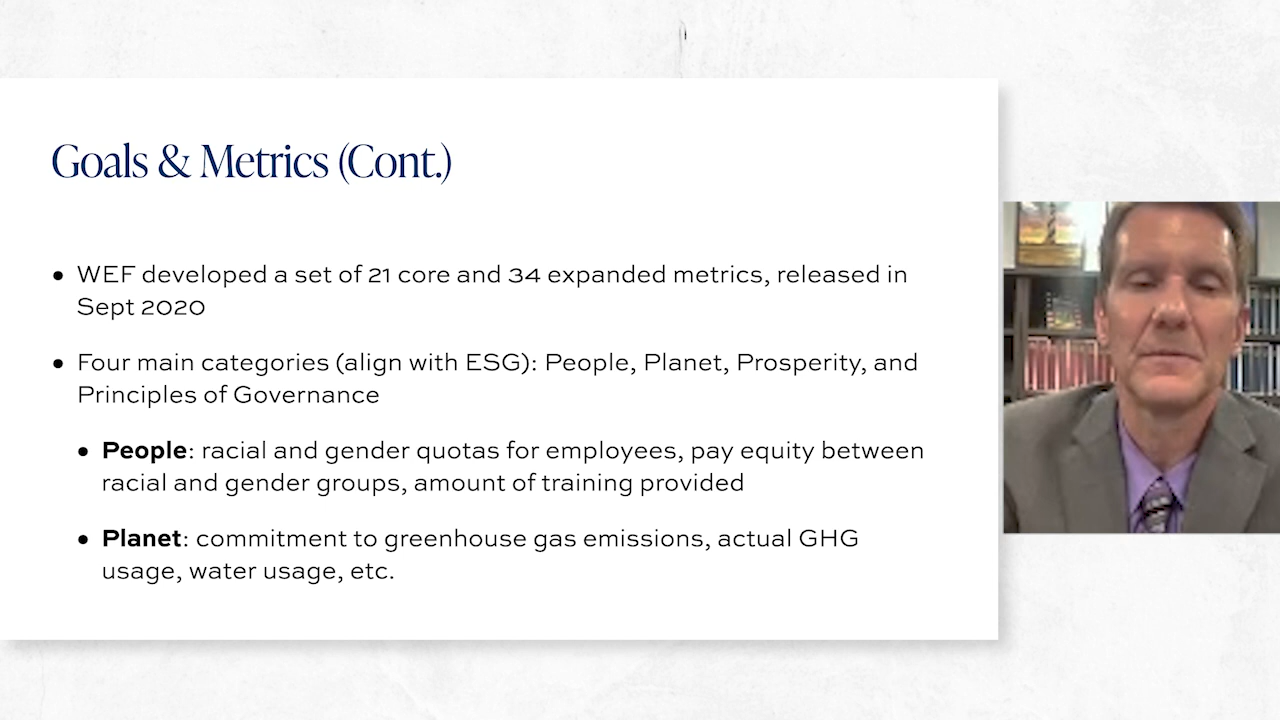 Goals & Metrics (Cont.)
• WEF developed a set of 21 core and 34 expanded metrics, released in
Sept 2020
• Four main categories (align with ESG): People, Planet, Prosperity, and
Principles of Governance
• People: racial and gender quotas for employees, pay equity between
racial and gender groups, amount of training provided
• Planet: commitment to greenhouse gas emissions, actual GHG
usage, water usage, etc.